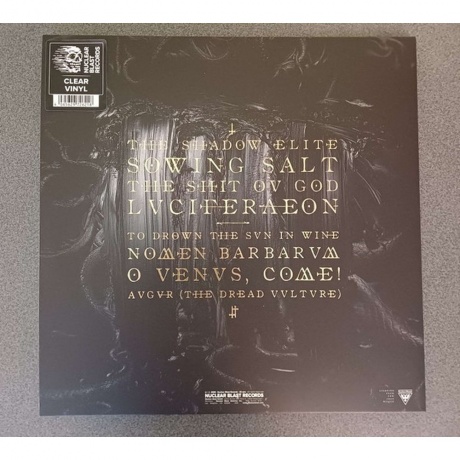 NUCLEAR
BLAST
RECORDS
CLEAR
VINYL
THE SHADOW ELITE
SOWING SALT
THE SHIT OV GOD
LVCIFERAEON
TO DROWN THE SVN IN WINE
NOMEN BARBARVM
O VENVS, COME!
AVGVR (THE DREAD VVLTVRE)
NUCLEAR BLAST RECORDS